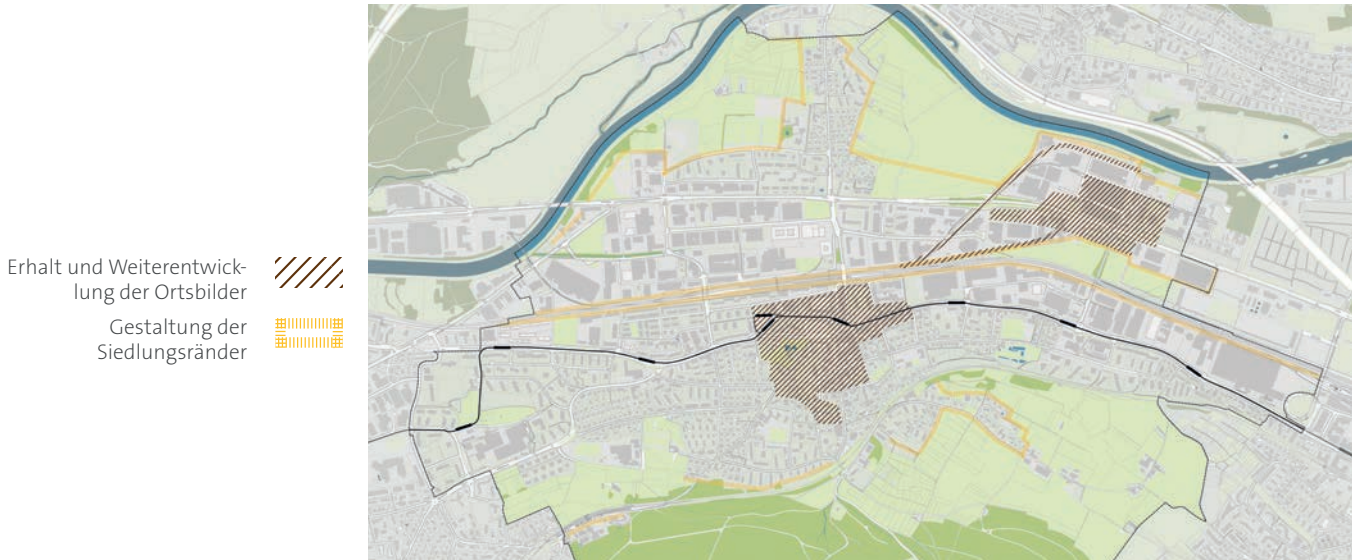 Erhalt und Weiterentwick-
lung der Ortsbilder
Gestaltung der
Siedlungsränder